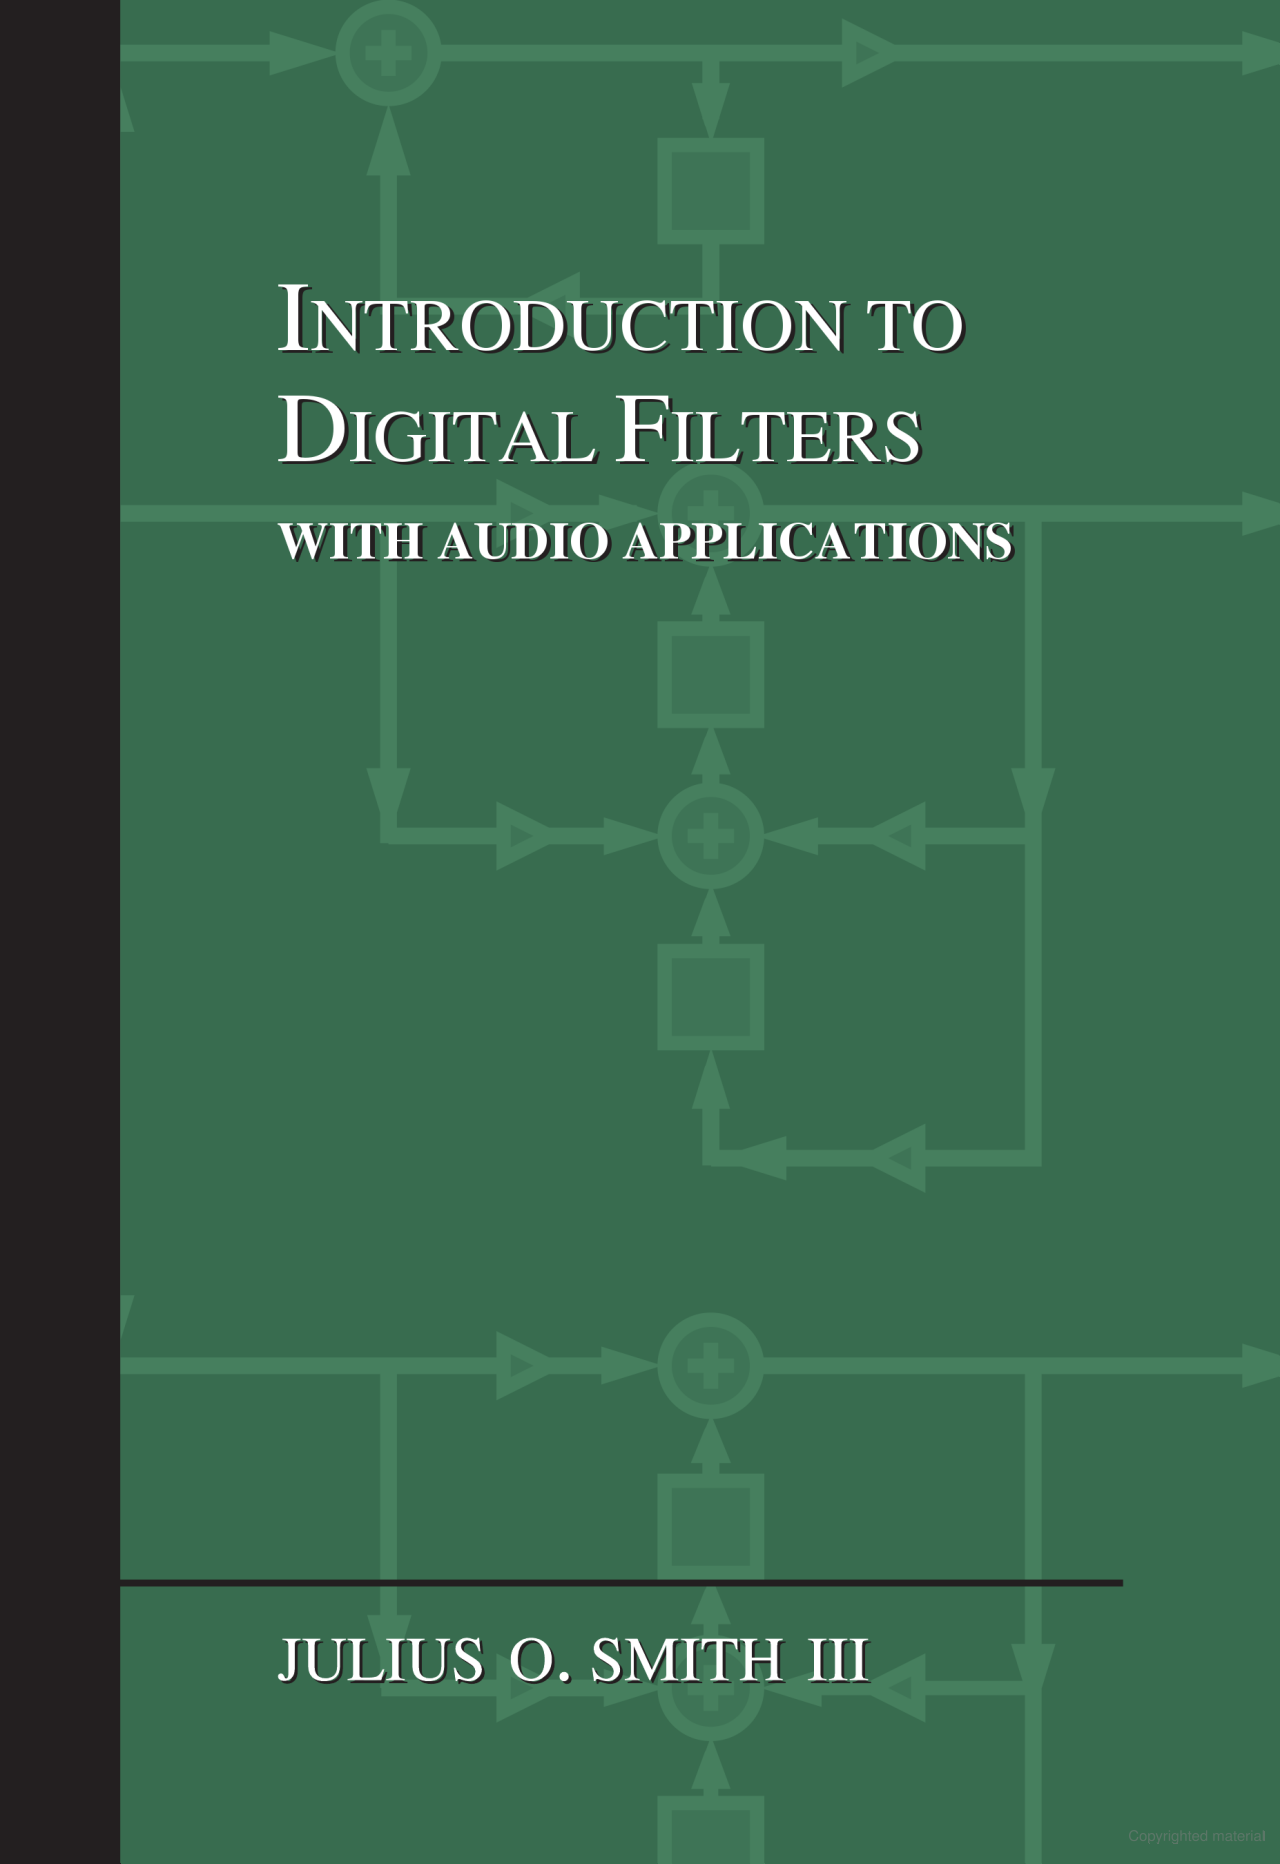 INTRODUCTION TO
DIGITAL FILTERS
WITH AUDIO APPLICATIONS
JULIUS O. SMITH III
Copyrighted material